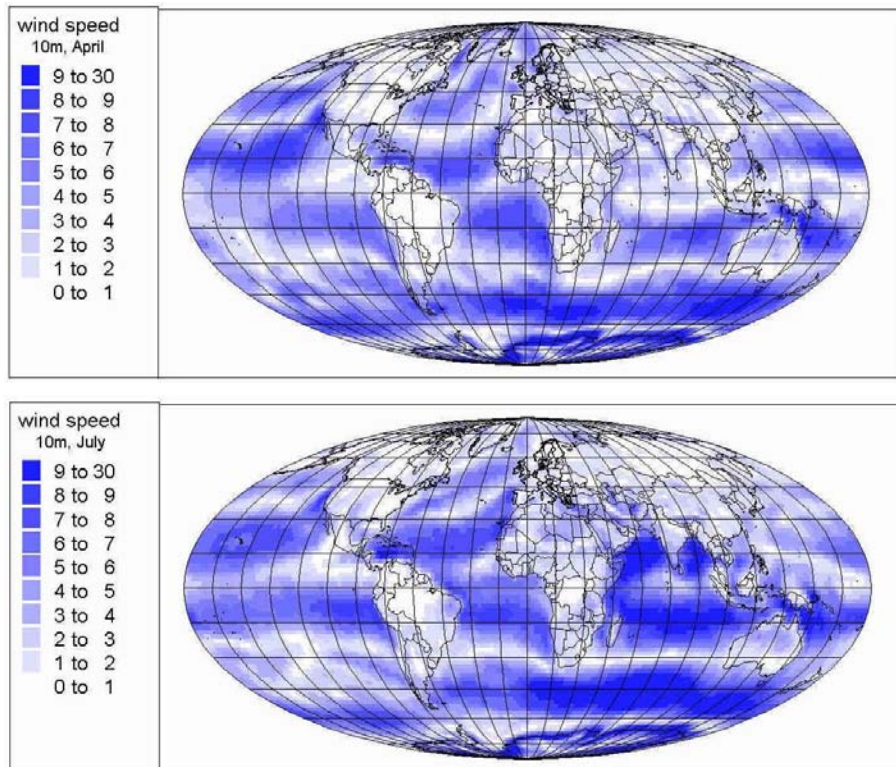 wind speed
10m, April
9 to 30
8 to 9
7 to 8
6 to 7
5 to 6
4 to 5
3 to 4
2 to 3
1 to 2
0 to 1
wind speed
10m, July
9 to 30
8 to 9
7 to 8
6 to 7
5 to 6
4 to 5
3 to 4
2 to 3
1 to 2
0 to 1